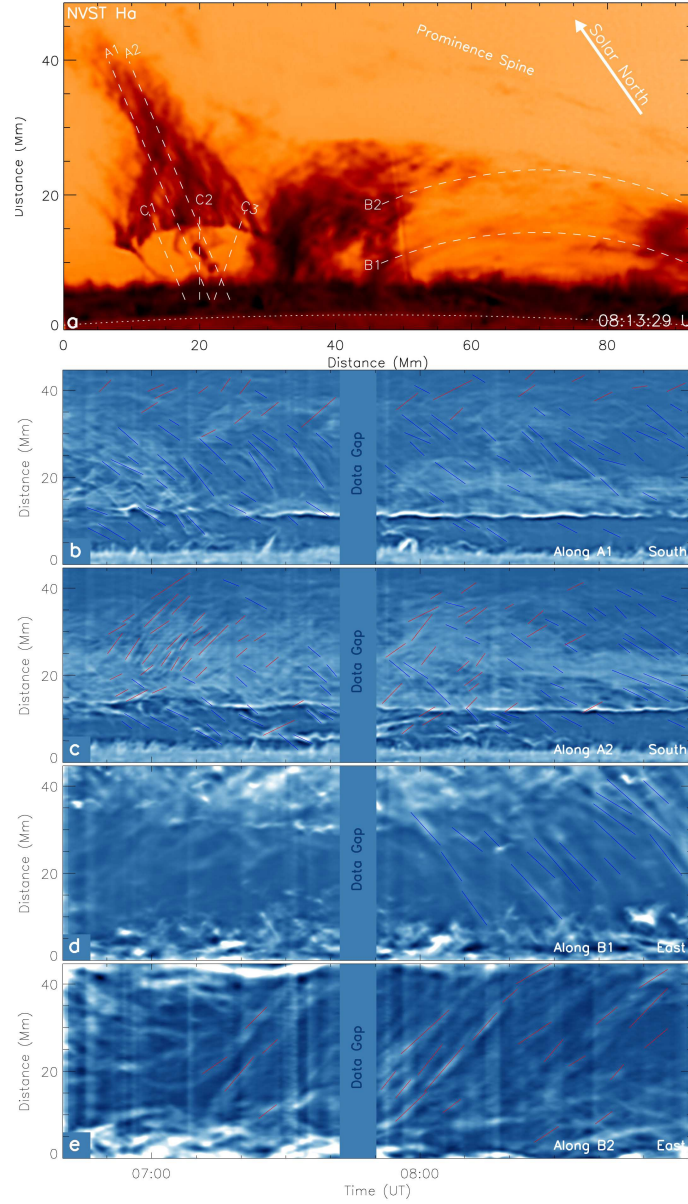 NVST Ha
A1
A2
Prominence Spine
Solar North
C1
C2
C3
B2
B1
a
08:13:29 U
40
20
0
Distance (Mm)
0
20
40
60
80
Distance (Mm)
40
20
0
Distance (Mm)
Data Gap
b
Along A1
South
40
20
0
Distance (Mm)
Data Gap
c
Along A2
South
40
20
0
Distance (Mm)
Data Gap
d
Along B1
East
40
20
0
Distance (Mm)
Data Gap
e
Along B2
East
07:00
08:00
Time (UT)